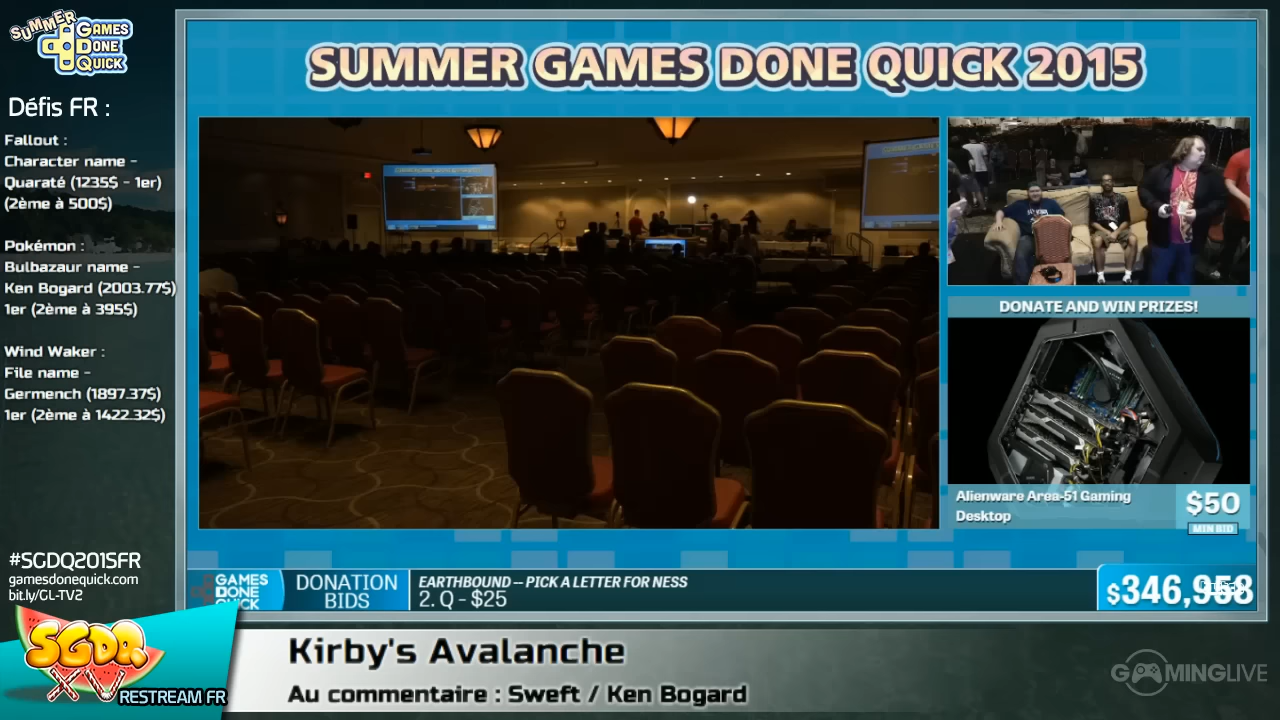 SUMMER
GAMES
DONE
QUICK
Défis FR :
Fallout :
Character name -
Quaraté (1235$ - 1er)
(2ème à 500$)
Pokémon :
Bulbazaur name -
Ken Bogard (2003.77$)
1er (2ème à 395$)
Wind Waker :
File name -
Germench (1897.37$)
1er (2ème à 1422.32$)
#SGDQ2015FR
gamesdonequick.com
bit.ly/GL-TV2
SGDQ
XV
RESTREAM FR
SUMMER GAMES DONE QUICK 2015
DONATE AND WIN PRIZES!
Alienware Area-51 Gaming
Desktop
$50
MIN BID
GAMES
DONE
QUICK
DONATION
BIDS
EARTHBOUND -- PICK A LETTER FOR NESS
2. Q - $25
$346,958
Kirby's Avalanche
Au commentaire : Sweft / Ken Bogard
GAMINGLIVE